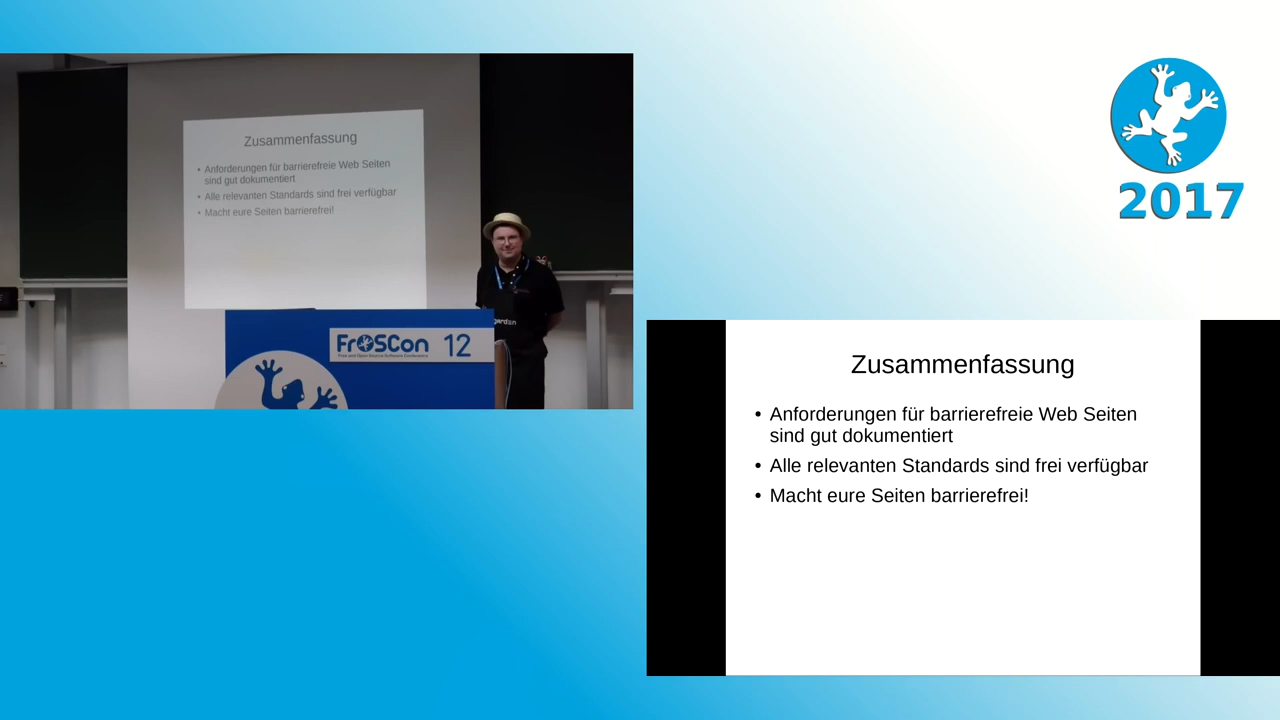 Zusammenfassung
• Anforderungen für barrierefreie Web Seiten
sind gut dokumentiert
• Alle relevanten Standards sind frei verfügbar
• Macht eure Seiten barrierefrei!
FrOSCon 12
Free and Open Source Software Conference
2017
Zusammenfassung
• Anforderungen für barrierefreie Web Seiten
sind gut dokumentiert
• Alle relevanten Standards sind frei verfügbar
• Macht eure Seiten barrierefrei!